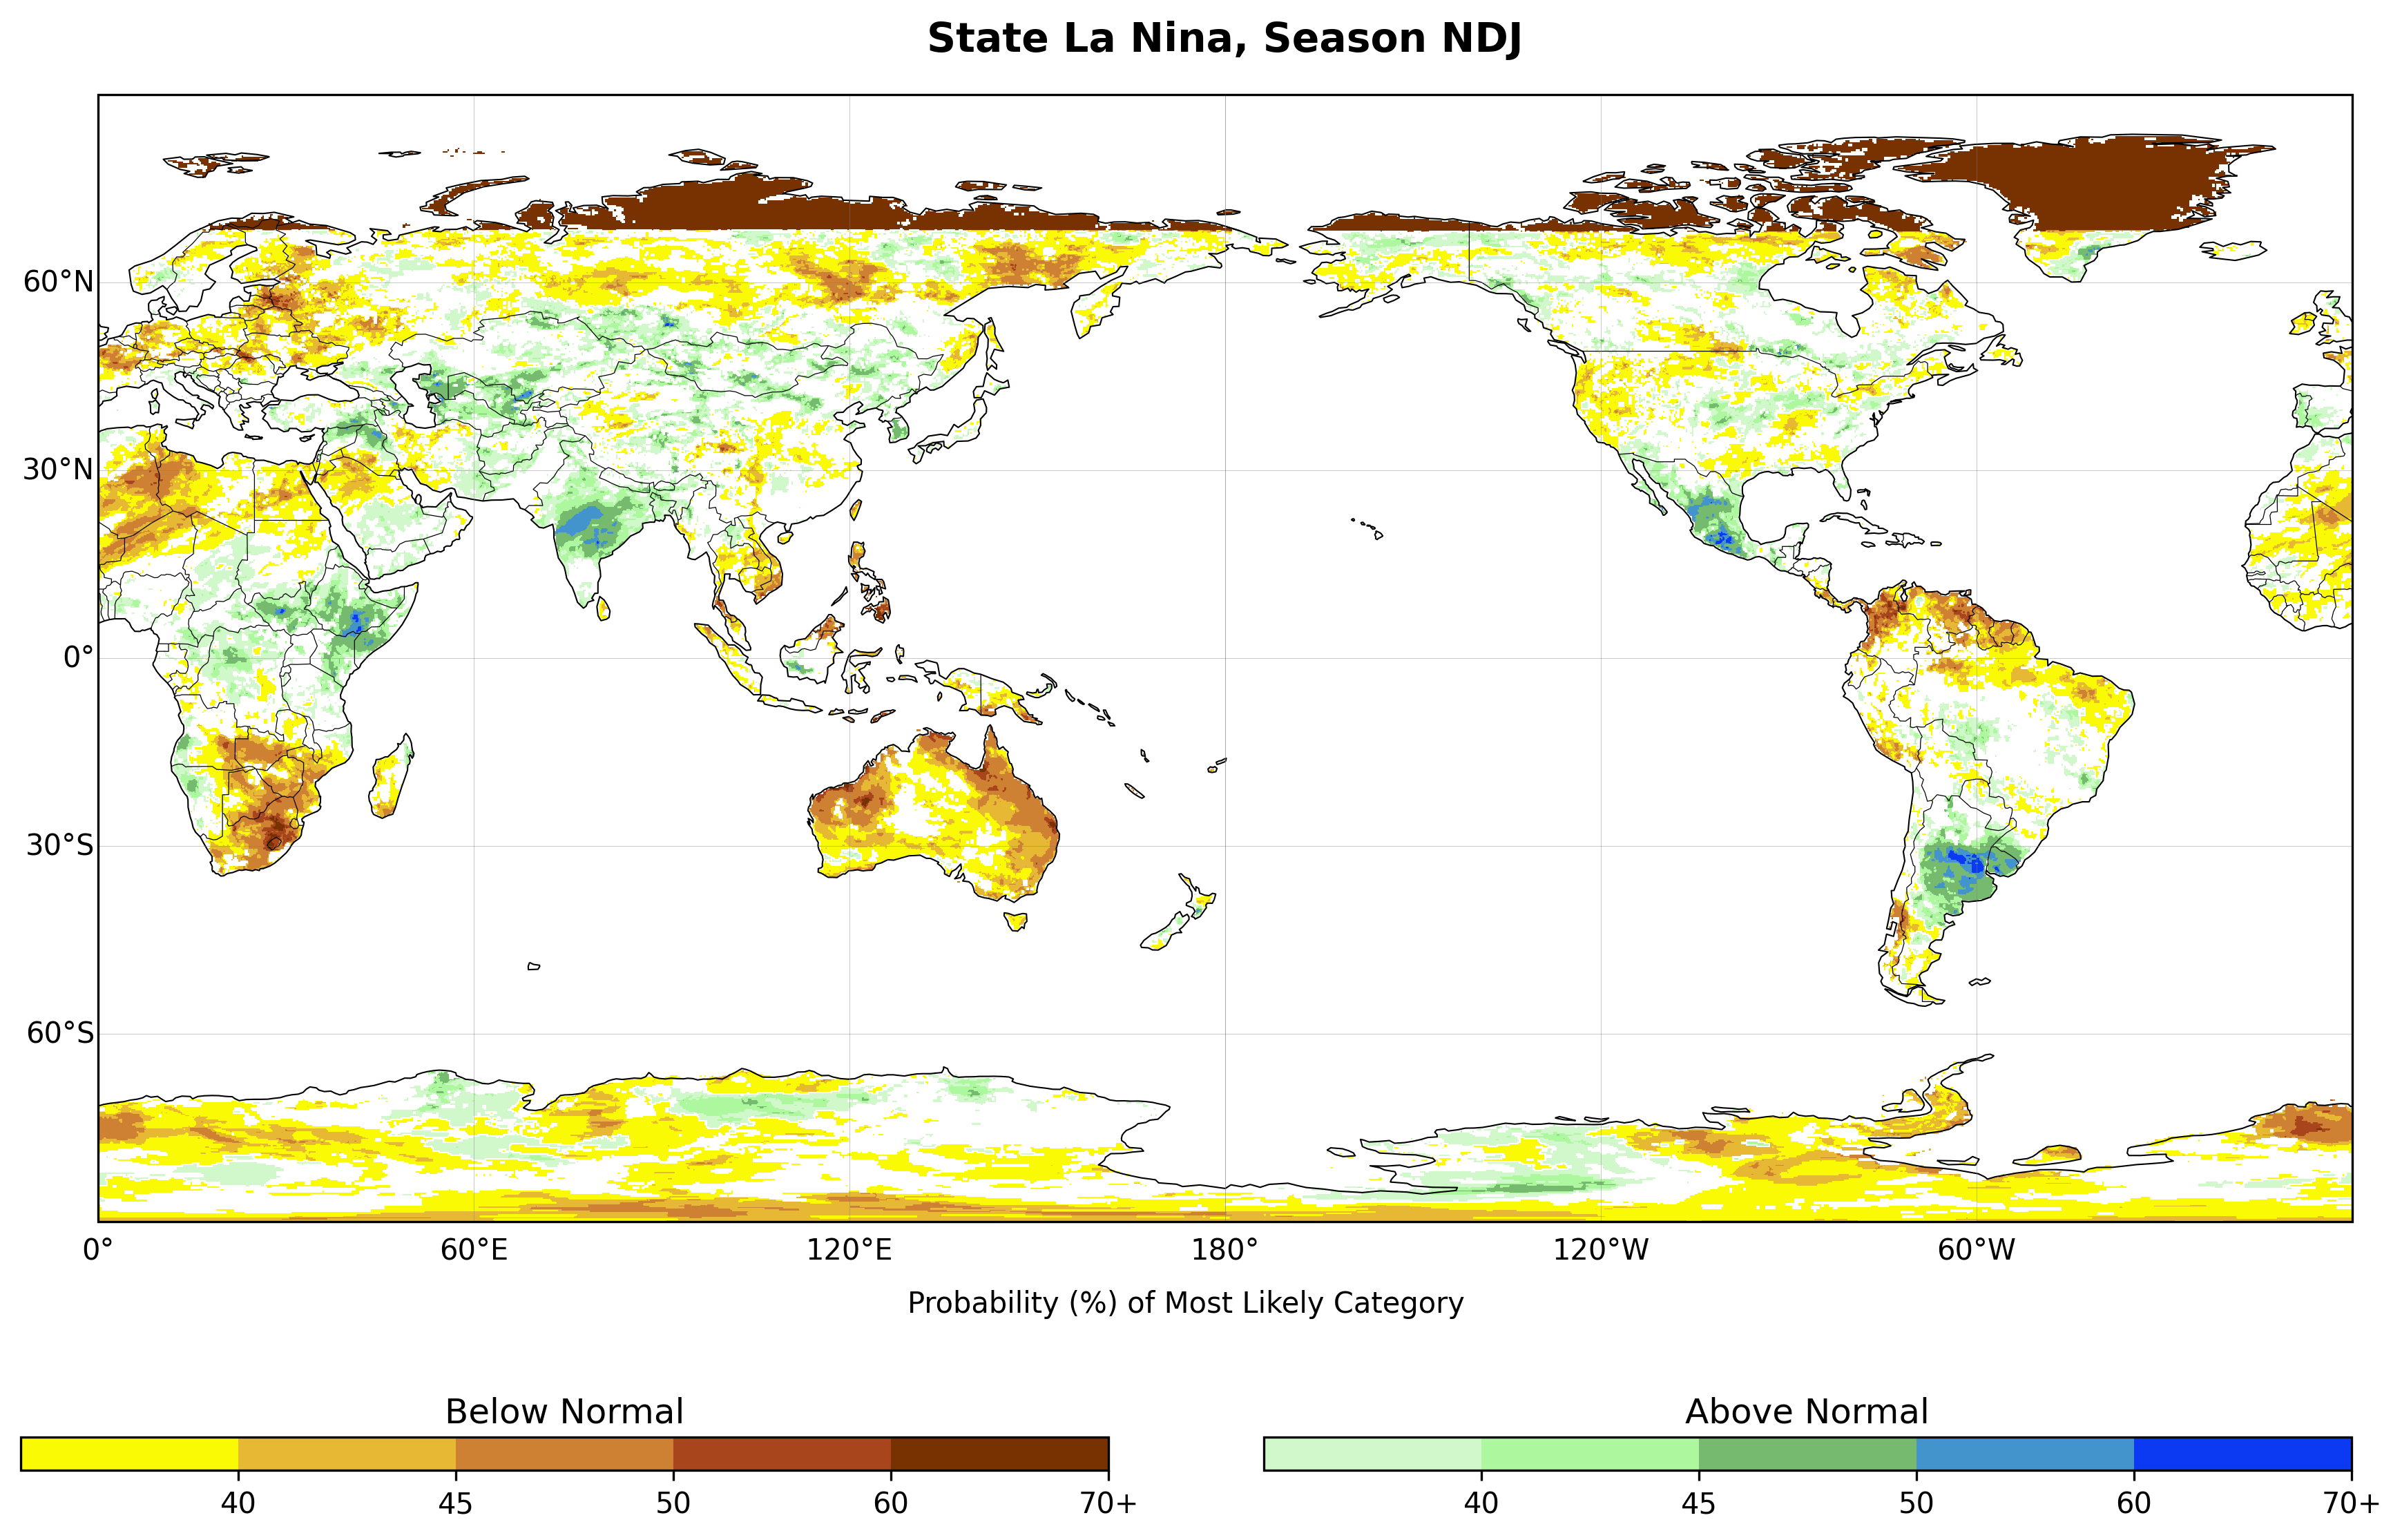 State La Nina, Season NDJ
60°N
30°N
0°
30°S
60°S
0° 60°E 120°E 180° 120°W 60°W
Probability (%) of Most Likely Category
Below Normal Above Normal
40 45 50 60 70+ 40 45 50 60 70+